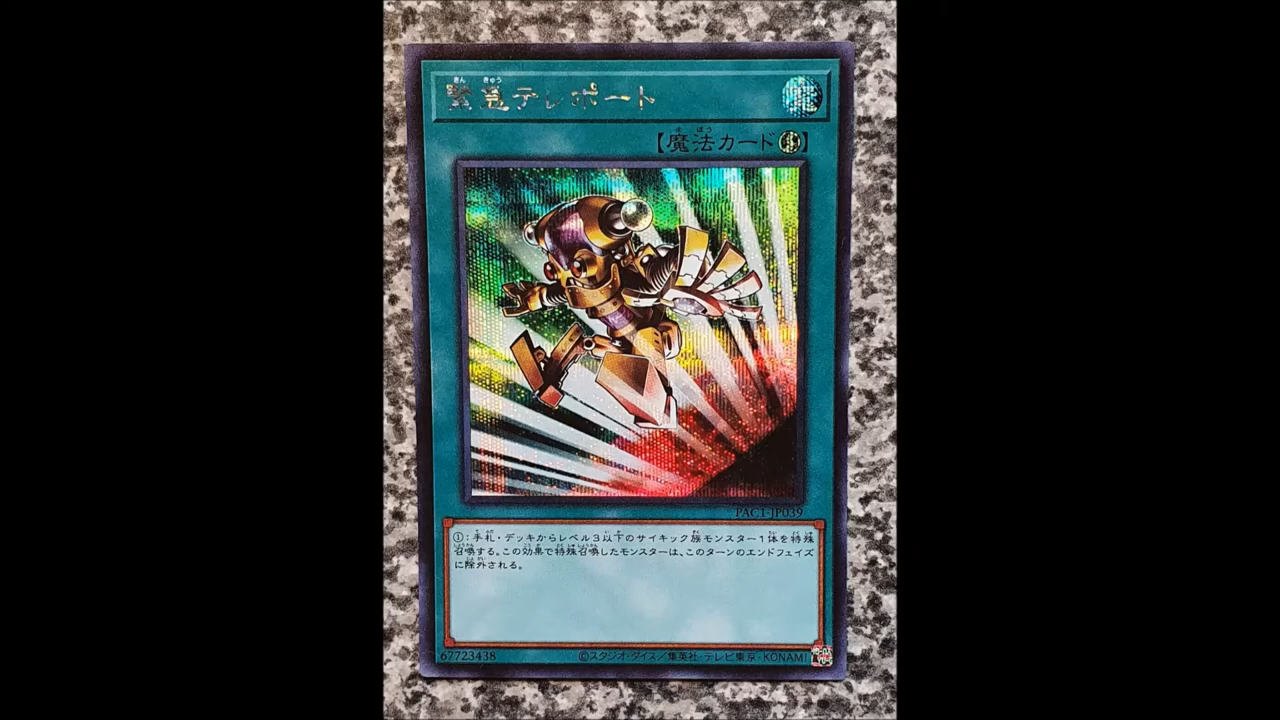 緊急テレポート
【魔法カード】
PAC1-JP039
①：手札・デッキからレベル３以下のサイキック族モンスター１体を特殊
召喚する。この効果で特殊召喚したモンスターは、このターンのエンドフェイズ
に除外される。
67723438 ©スタジオ・ダイス／集英社・テレビ東京・KONAMI